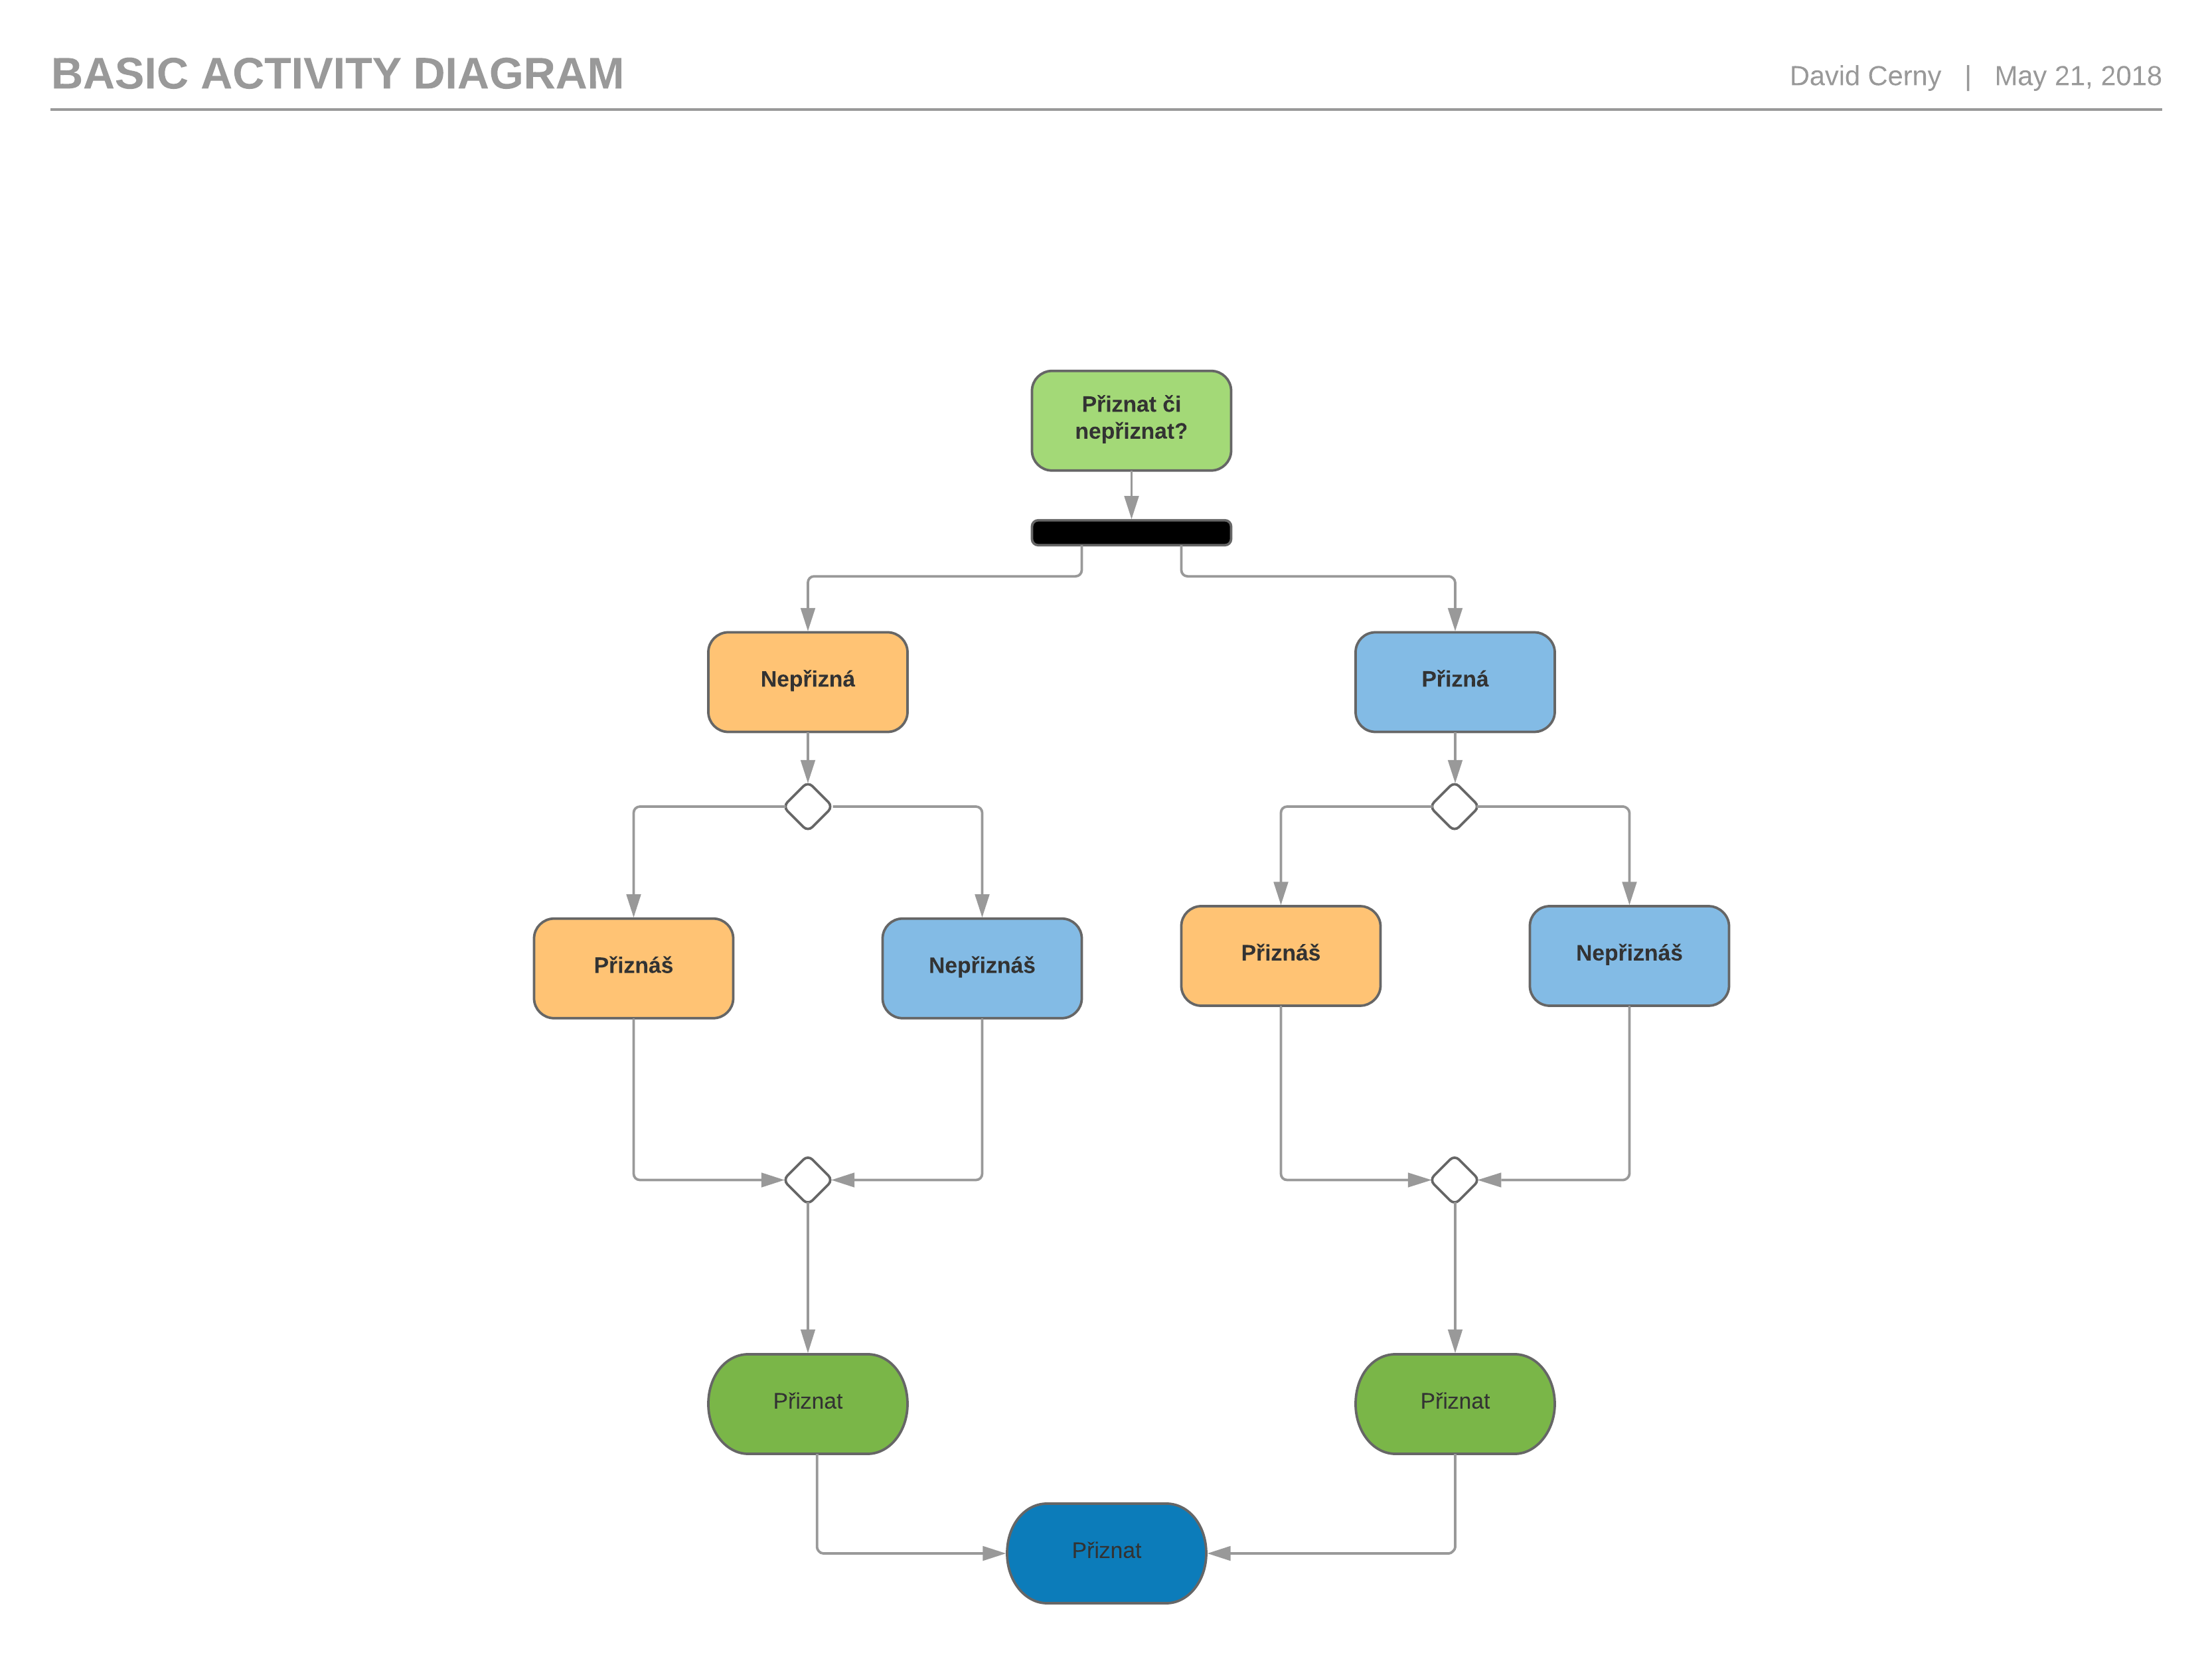 BASIC ACTIVITY DIAGRAM
David Cerny | May 21, 2018
Přiznat či
nepřiznat?
Nepřizná
Přizná
Přiznáš
Nepřiznáš
Přiznáš
Nepřiznáš
Přiznat
Přiznat
Přiznat